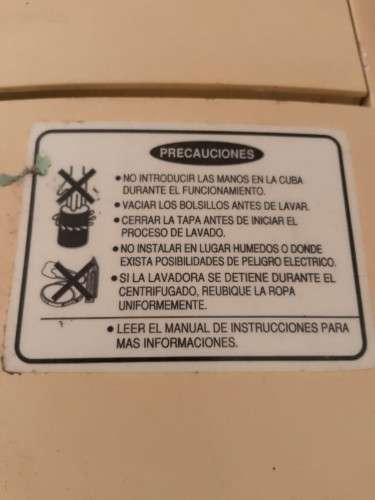 PRECAUCIONES
• NO INTRODUCIR LAS MANOS EN LA CUBA
DURANTE EL FUNCIONAMIENTO.
• VACIAR LOS BOLSILLOS ANTES DE LAVAR.
• CERRAR LA TAPA ANTES DE INICIAR EL
PROCESO DE LAVADO.
• NO INSTALAR EN LUGAR HUMEDOS O DONDE
EXISTA POSIBILIDADES DE PELIGRO ELECTRICO.
• SI LA LAVADORA SE DETIENE DURANTE EL
CENTRIFUGADO, REUBIQUE LA ROPA
UNIFORMEMENTE.
• LEER EL MANUAL DE INSTRUCCIONES PARA
MAS INFORMACIONES.